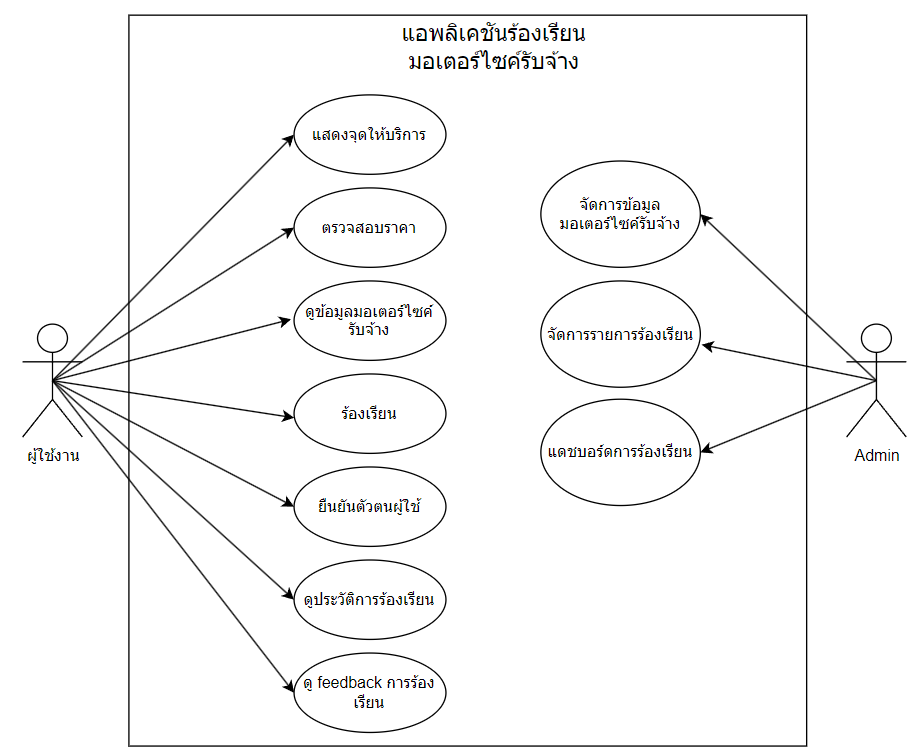 แอพลิเคชันร้องเรียน
มอเตอร์ไซค์รับจ้าง
แสดงจุดให้บริการ
ตรวจสอบราคา
ดูข้อมูลมอเตอร์ไซค์
รับจ้าง
ร้องเรียน
ยืนยันตัวตนผู้ใช้
ดูประวัติการร้องเรียน
ดู feedback การร้อง
เรียน
จัดการข้อมูล
มอเตอร์ไซค์รับจ้าง
จัดการรายการร้องเรียน
แดชบอร์ดการร้องเรียน
ผู้ใช้งาน
Admin